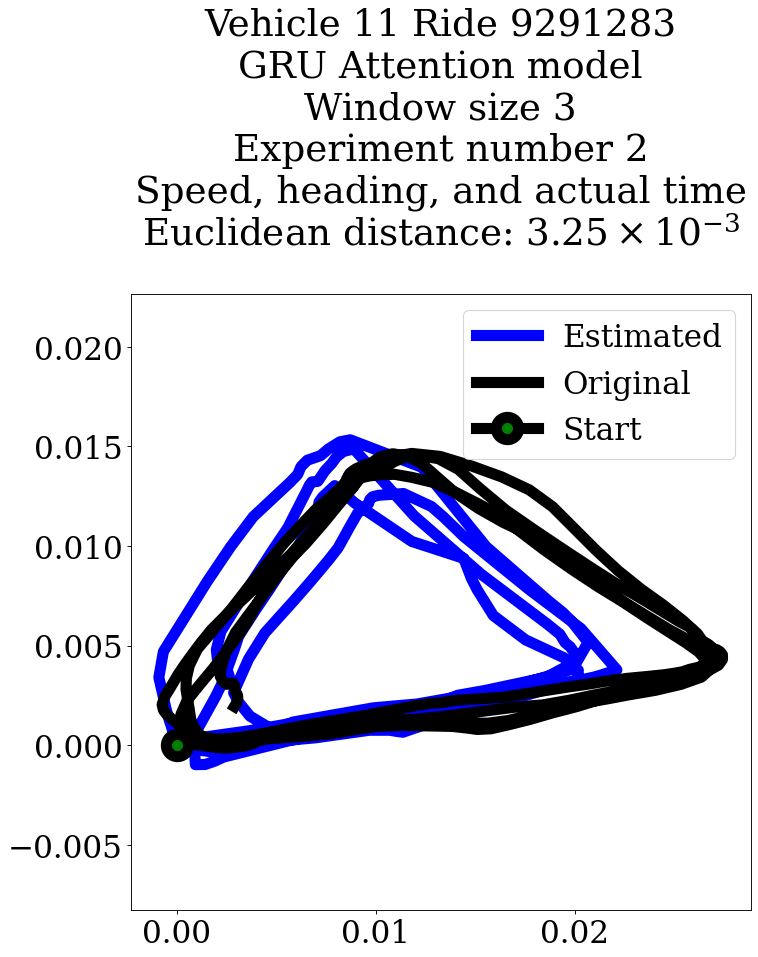 Vehicle 11 Ride 9291283
GRU Attention model
Window size 3
Experiment number 2
Speed, heading, and actual time
Euclidean distance: 3.25 × 10⁻³
Estimated
Original
Start
0.020
0.015
0.010
0.005
0.000
−0.005
0.00 0.01 0.02